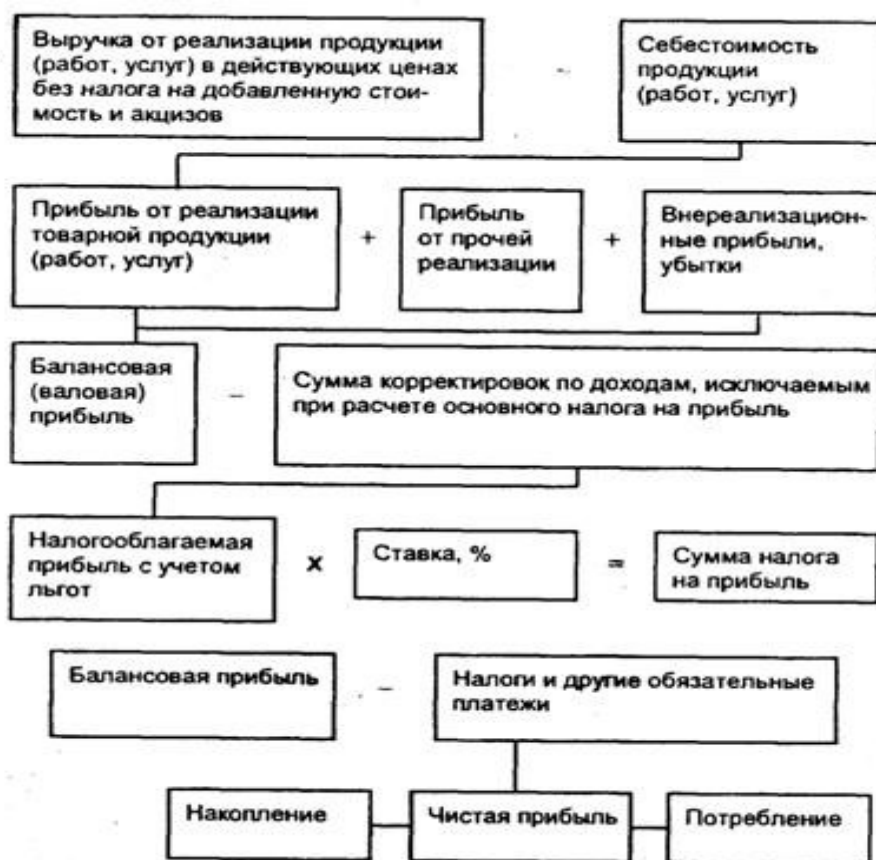 Выручка от реализации продукции
(работ, услуг) в действующих ценах
без налога на добавленную стои-
мость и акцизов
-
Себестоимость
продукции
(работ, услуг)
Прибыль от реализации
товарной продукции
(работ, услуг)
+
Прибыль
от прочей
реализации
+
Внереализацион-
ные прибыли,
убытки
Балансовая
(валовая)
прибыль
–
Сумма корректировок по доходам, исключаемым
при расчете основного налога на прибыль
Налогооблагаемая
прибыль с учетом
льгот
х
Ставка, %
=
Сумма налога
на прибыль
Балансовая прибыль
–
Налоги и другие обязательные
платежи
Накопление
Чистая прибыль
Потребление